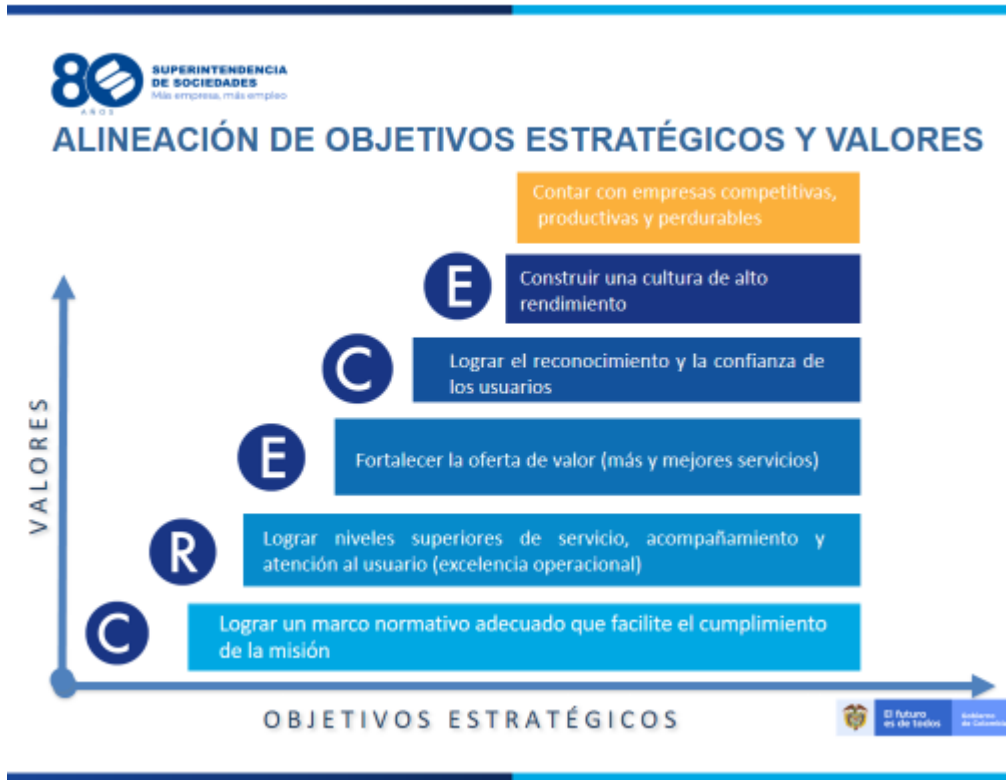 80
AÑOS
SUPERINTENDENCIA
DE SOCIEDADES
Más empresa, más empleo
ALINEACIÓN DE OBJETIVOS ESTRATÉGICOS Y VALORES
Contar con empresas competitivas,
productivas y perdurables
E
Construir una cultura de alto
rendimiento
C
Lograr el reconocimiento y la confianza de
los usuarios
E
Fortalecer la oferta de valor (más y mejores servicios)
R
Lograr niveles superiores de servicio, acompañamiento y
atención al usuario (excelencia operacional)
C
Lograr un marco normativo adecuado que facilite el cumplimiento
de la misión
VALORES
OBJETIVOS ESTRATÉGICOS
El futuro
es de todos
Gobierno
de Colombia